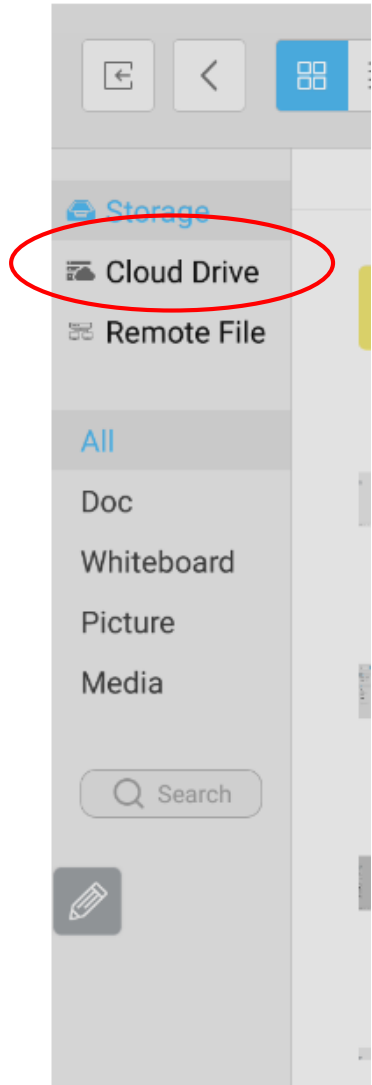 Storage
Cloud Drive
Remote File
All
Doc
Whiteboard
Picture
Media
Search